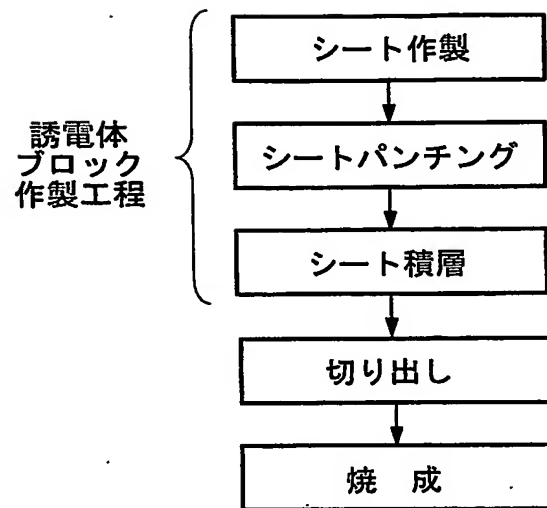 シート作製
誘電体
ブロック
作製工程
シートパンチング
シート積層
切り出し
焼 成